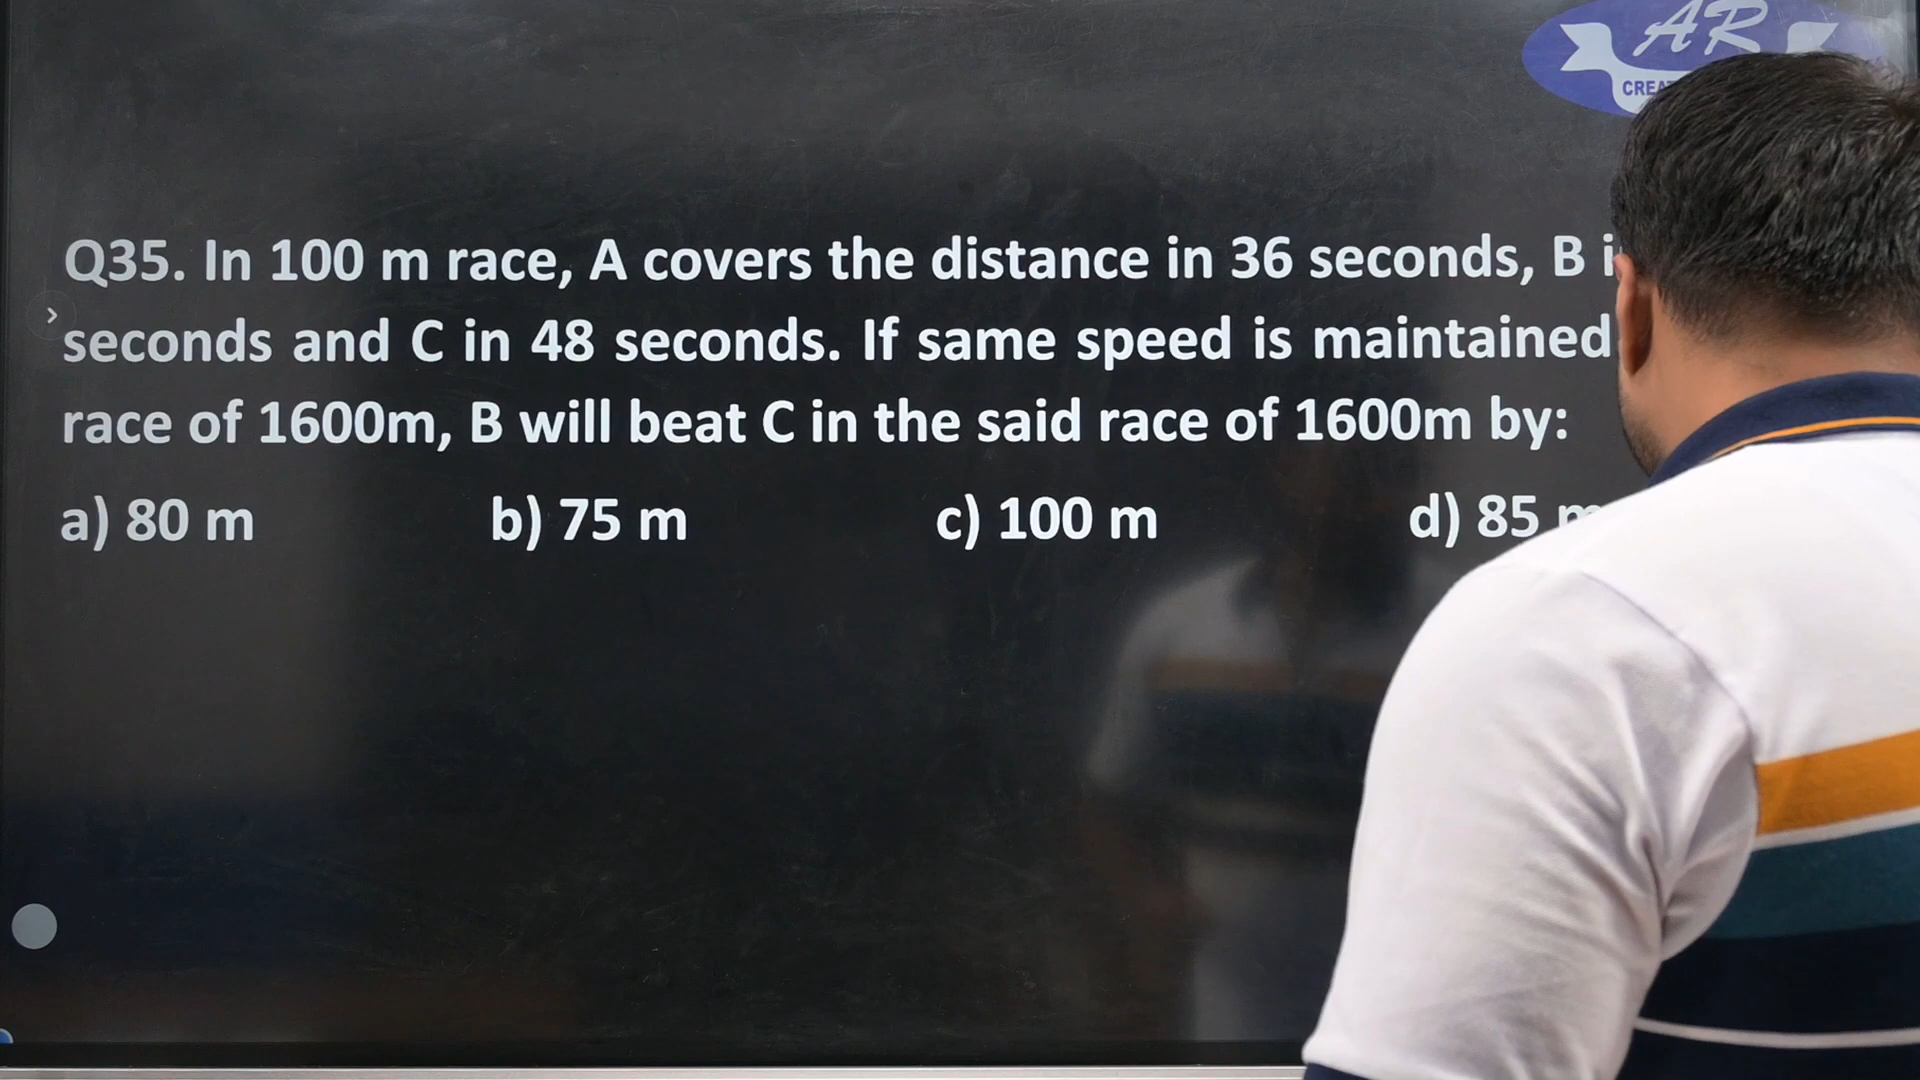 AR
Q35. In 100 m race, A covers the distance in 36 seconds, B
seconds and C in 48 seconds. If same speed is maintained
race of 1600m, B will beat C in the said race of 1600m by:
a) 80 m b) 75 m c) 100 m d) 85